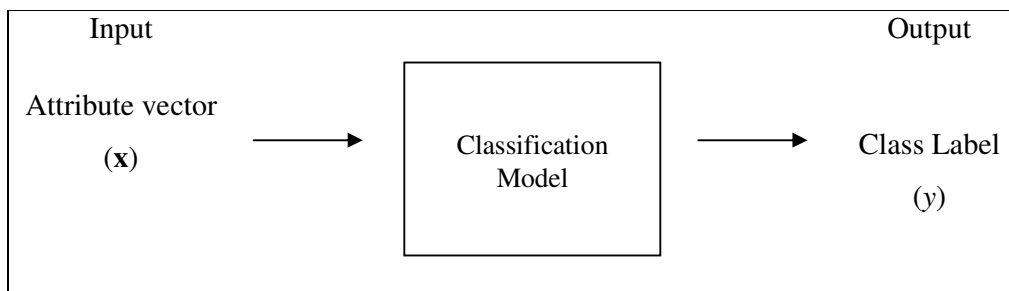 Input
Output
Attribute vector
(x)
Classification
Model
Class Label
(y)